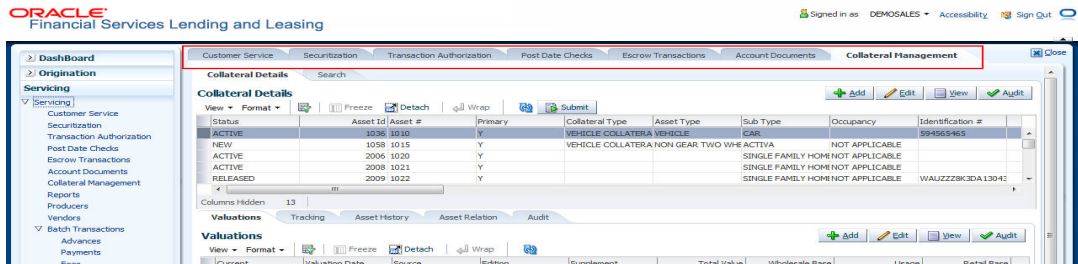 ORACLE
Financial Services Lending and Leasing
Signed in as DEMOSALES Accessibility Sign Out
DashBoard
Origination
Servicing
Servicing
Customer Service
Securitization
Transaction Authorization
Post Date Checks
Escrow Transactions
Account Documents
Collateral Management
Reports
Producers
Vendors
Batch Transactions
Advances
Payments
Fees
Customer Service Securitization Transaction Authorization Post Date Checks Escrow Transactions Account Documents Collateral Management Close
Collateral Details Search
Collateral Details Add Edit View Audit
View Format Freeze Detach Wrap Submit
Status Asset Id Asset # Primary Collateral Type Asset Type Sub Type Occupancy Identification #
ACTIVE 1036 1010 Y VEHICLE COLLATERA VEHICLE CAR 594565465
NEW 1058 1015 Y VEHICLE COLLATERA NON GEAR TWO WHE ACTIVA NOT APPLICABLE
ACTIVE 2006 1020 Y SINGLE FAMILY HOME NOT APPLICABLE
ACTIVE 2008 1021 Y SINGLE FAMILY HOME NOT APPLICABLE
RELEASED 2009 1022 Y SINGLE FAMILY HOME NOT APPLICABLE WAUZZZ8K3DA13043
Columns Hidden 13
Valuations Tracking Asset History Asset Relation Audit
Valuations Add Edit View Audit
View Format Freeze Detach Wrap
Current Valuation Date Source Edition Supplement Total Value Wholesale Base Usage Retail Base